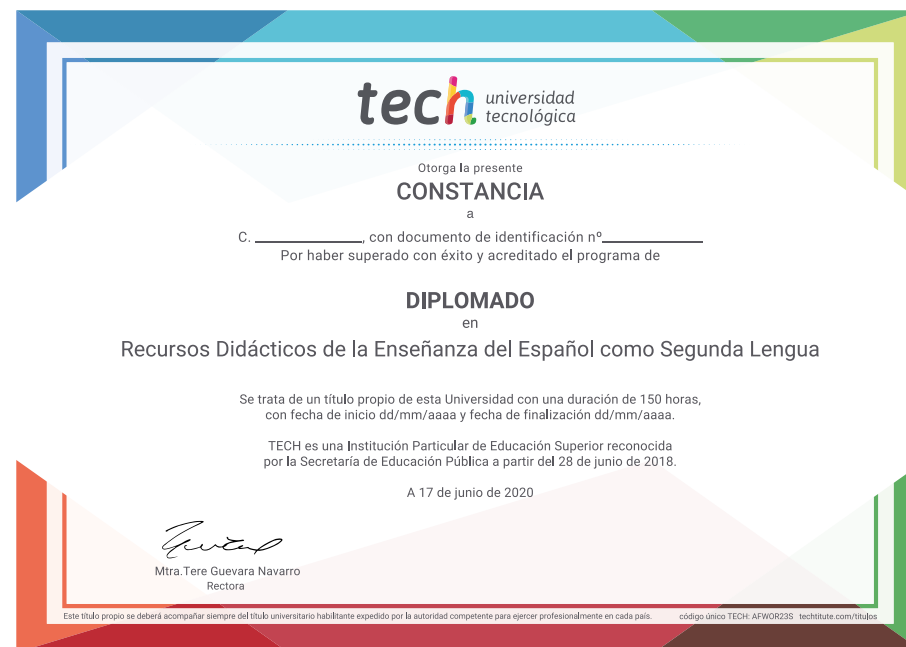 tech universidad
tecnológica
Otorga la presente
CONSTANCIA
a
C. ____________, con documento de identificación nº____________
Por haber superado con éxito y acreditado el programa de
DIPLOMADO
en
Recursos Didácticos de la Enseñanza del Español como Segunda Lengua
Se trata de un título propio de esta Universidad con una duración de 150 horas,
con fecha de inicio dd/mm/aaaa y fecha de finalización dd/mm/aaaa.
TECH es una Institución Particular de Educación Superior reconocida
por la Secretaría de Educación Pública a partir del 28 de junio de 2018.
A 17 de junio de 2020
Mtra.Tere Guevara Navarro
Rectora
Este título propio se deberá acompañar siempre del título universitario habilitante expedido por la autoridad competente para ejercer profesionalmente en cada país. código único TECH: AFWOR23S techtitute.com/títulos